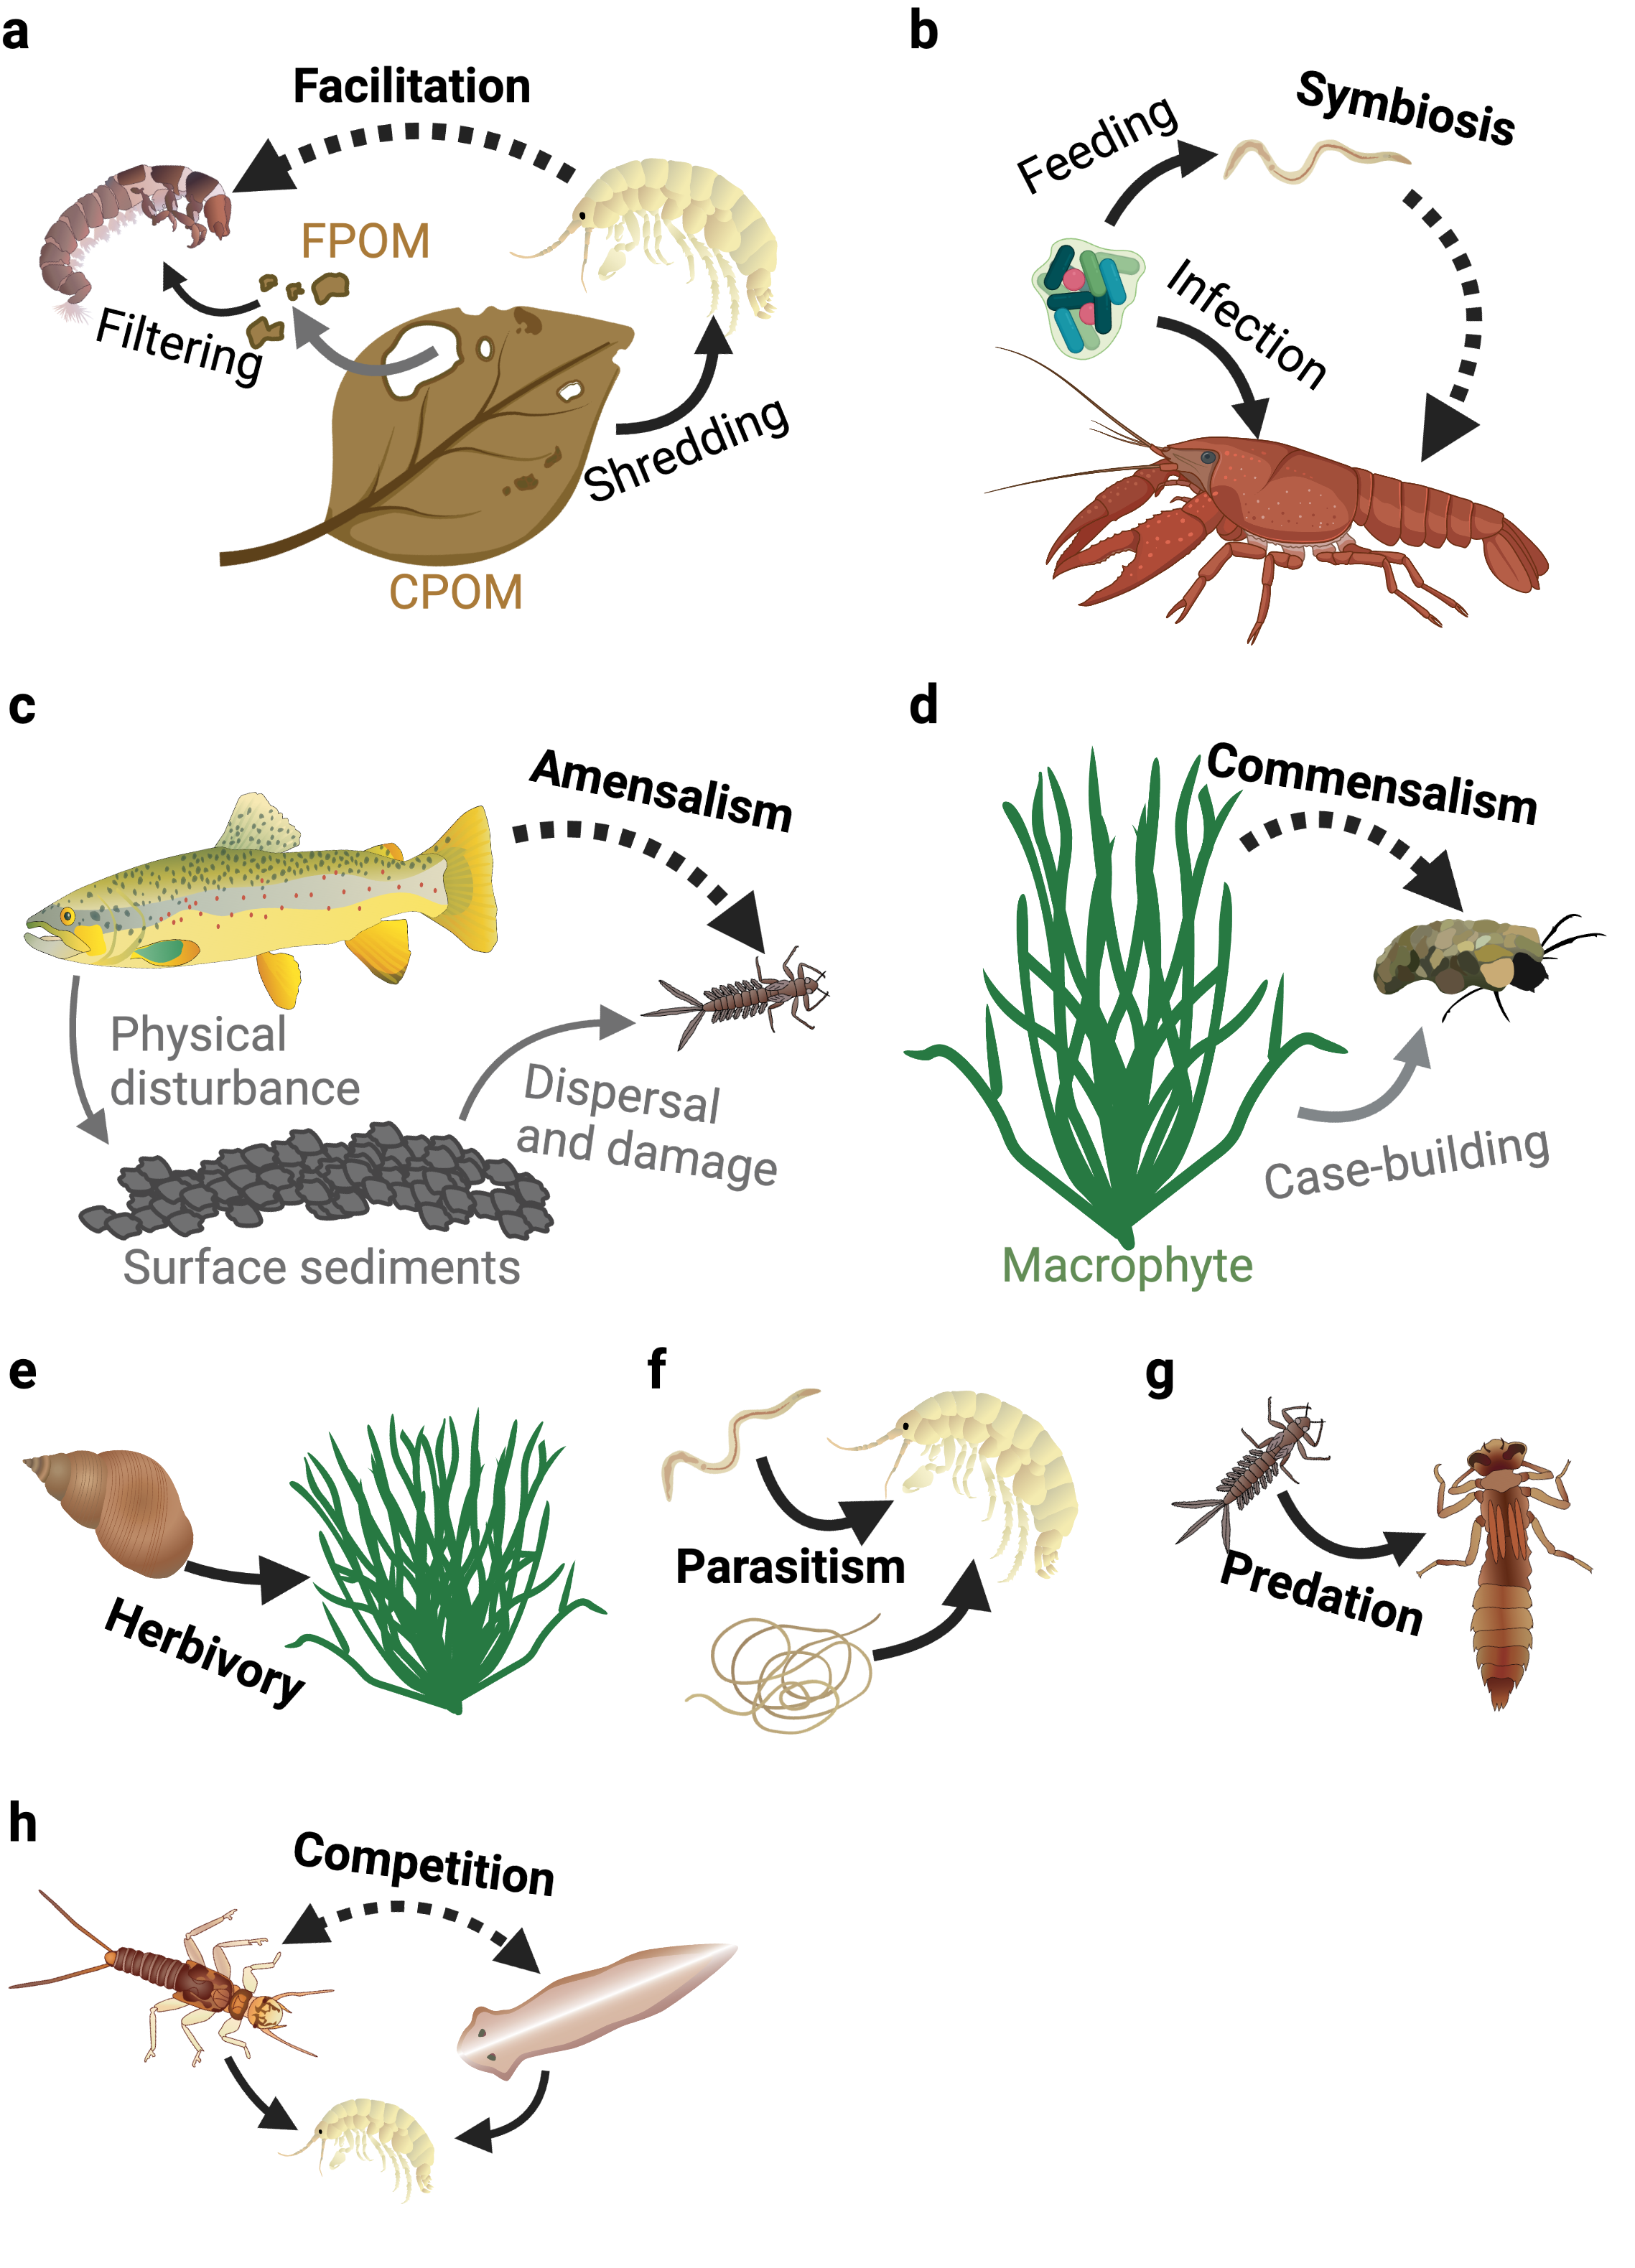 a
Facilitation
FPOM
Filtering
Shredding
CPOM
b
Feeding
Symbiosis
Infection
c
Amensalism
Physical
disturbance
Dispersal
and damage
Surface sediments
d
Commensalism
Case-building
Macrophyte
e
Herbivory
f
Parasitism
g
Predation
h
Competition